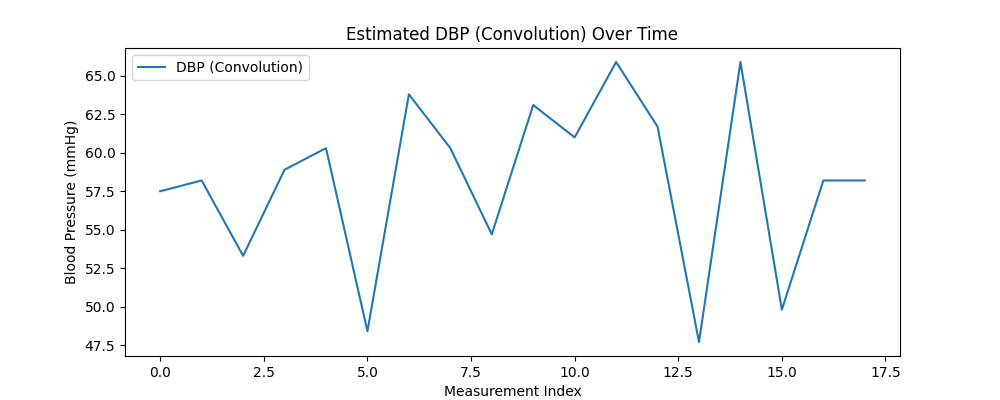 Estimated DBP (Convolution) Over Time
DBP (Convolution)
Blood Pressure (mmHg)
65.0
62.5
60.0
57.5
55.0
52.5
50.0
47.5
0.0 2.5 5.0 7.5 10.0 12.5 15.0 17.5
Measurement Index